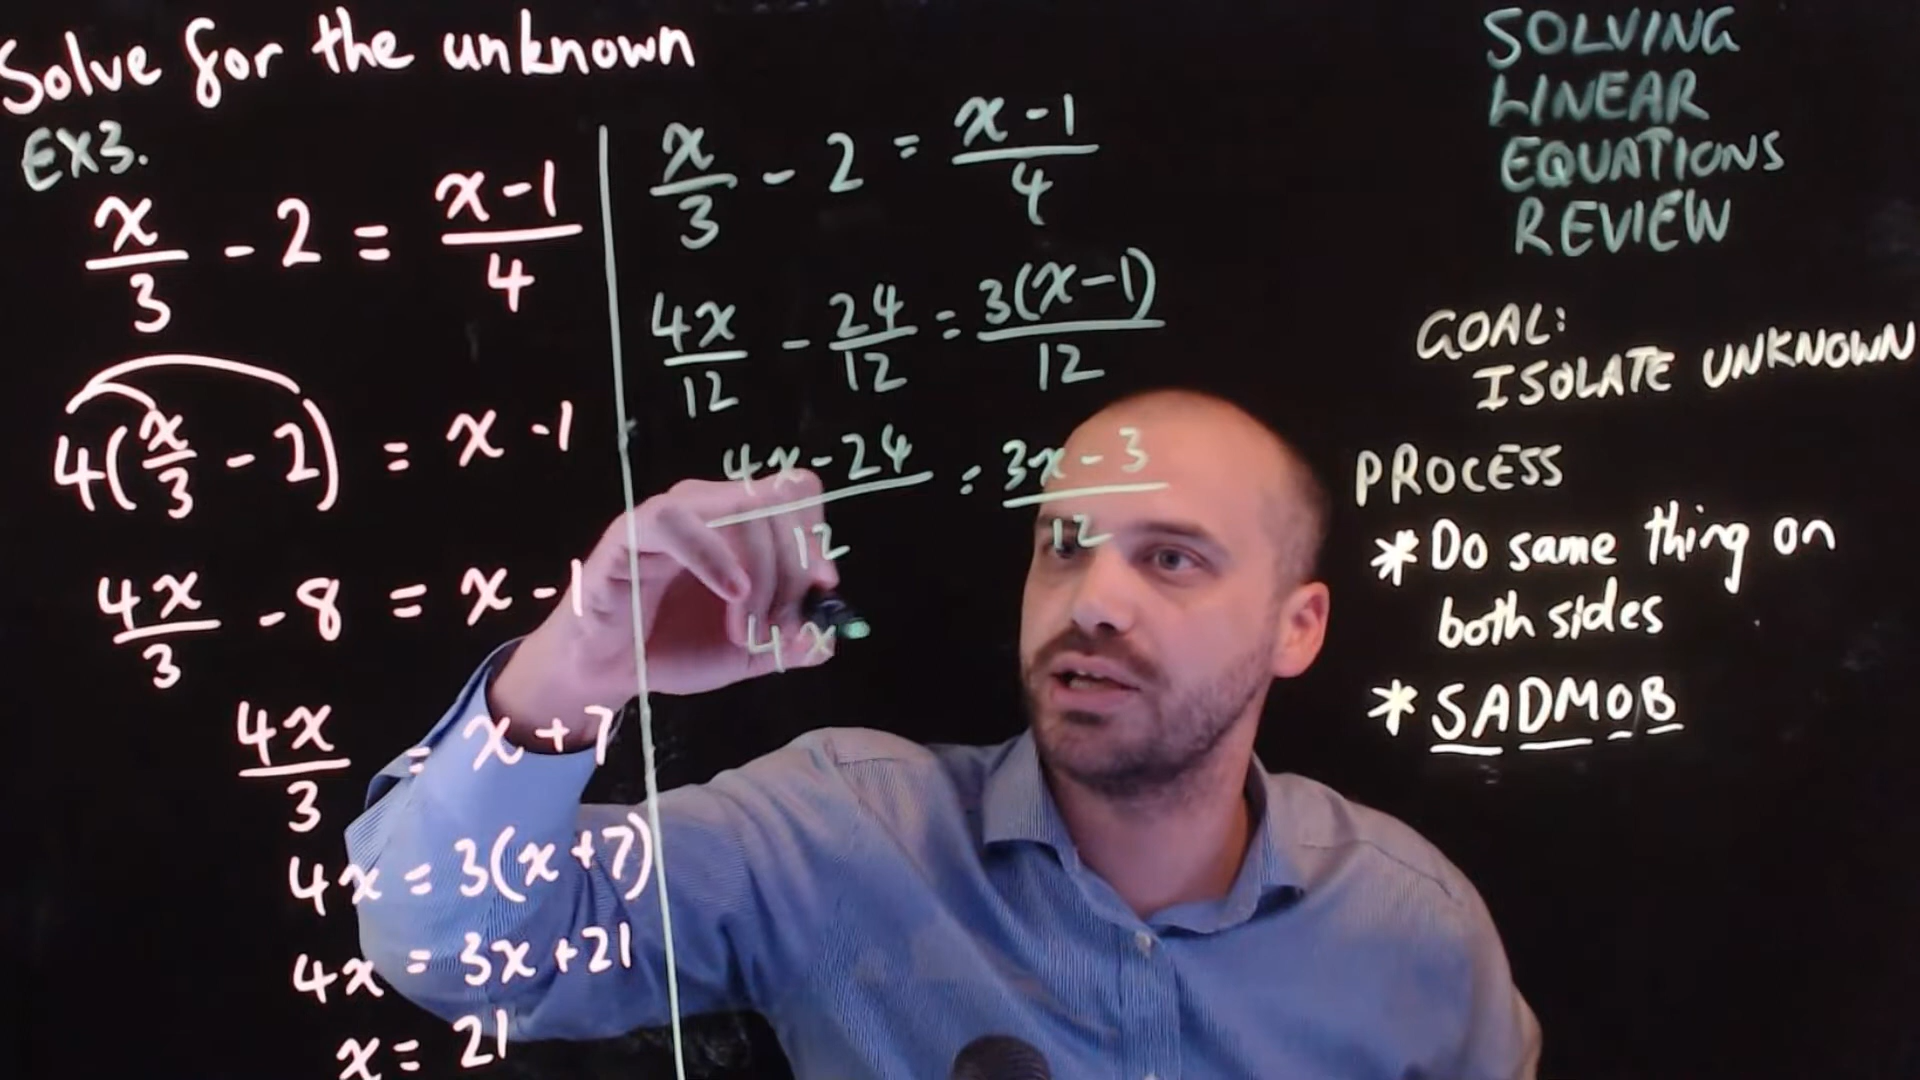 Solve for the unknown
EX3.
x/3 - 2 = (x-1)/4
4(x/3 - 2) = x - 1
4x/3 - 8 = x - 1
4x/3 = x + 7
4x = 3(x+7)
4x = 3x + 21
x = 21
x/3 - 2 = (x-1)/4
4x/12 - 24/12 = 3(x-1)/12
(4x-24)/12 = (3x-3)/12
4x
SOLVING
LINEAR
EQUATIONS
REVIEW
GOAL:
ISOLATE UNKNOWN
PROCESS
* Do same thing on
both sides
* SADMOB